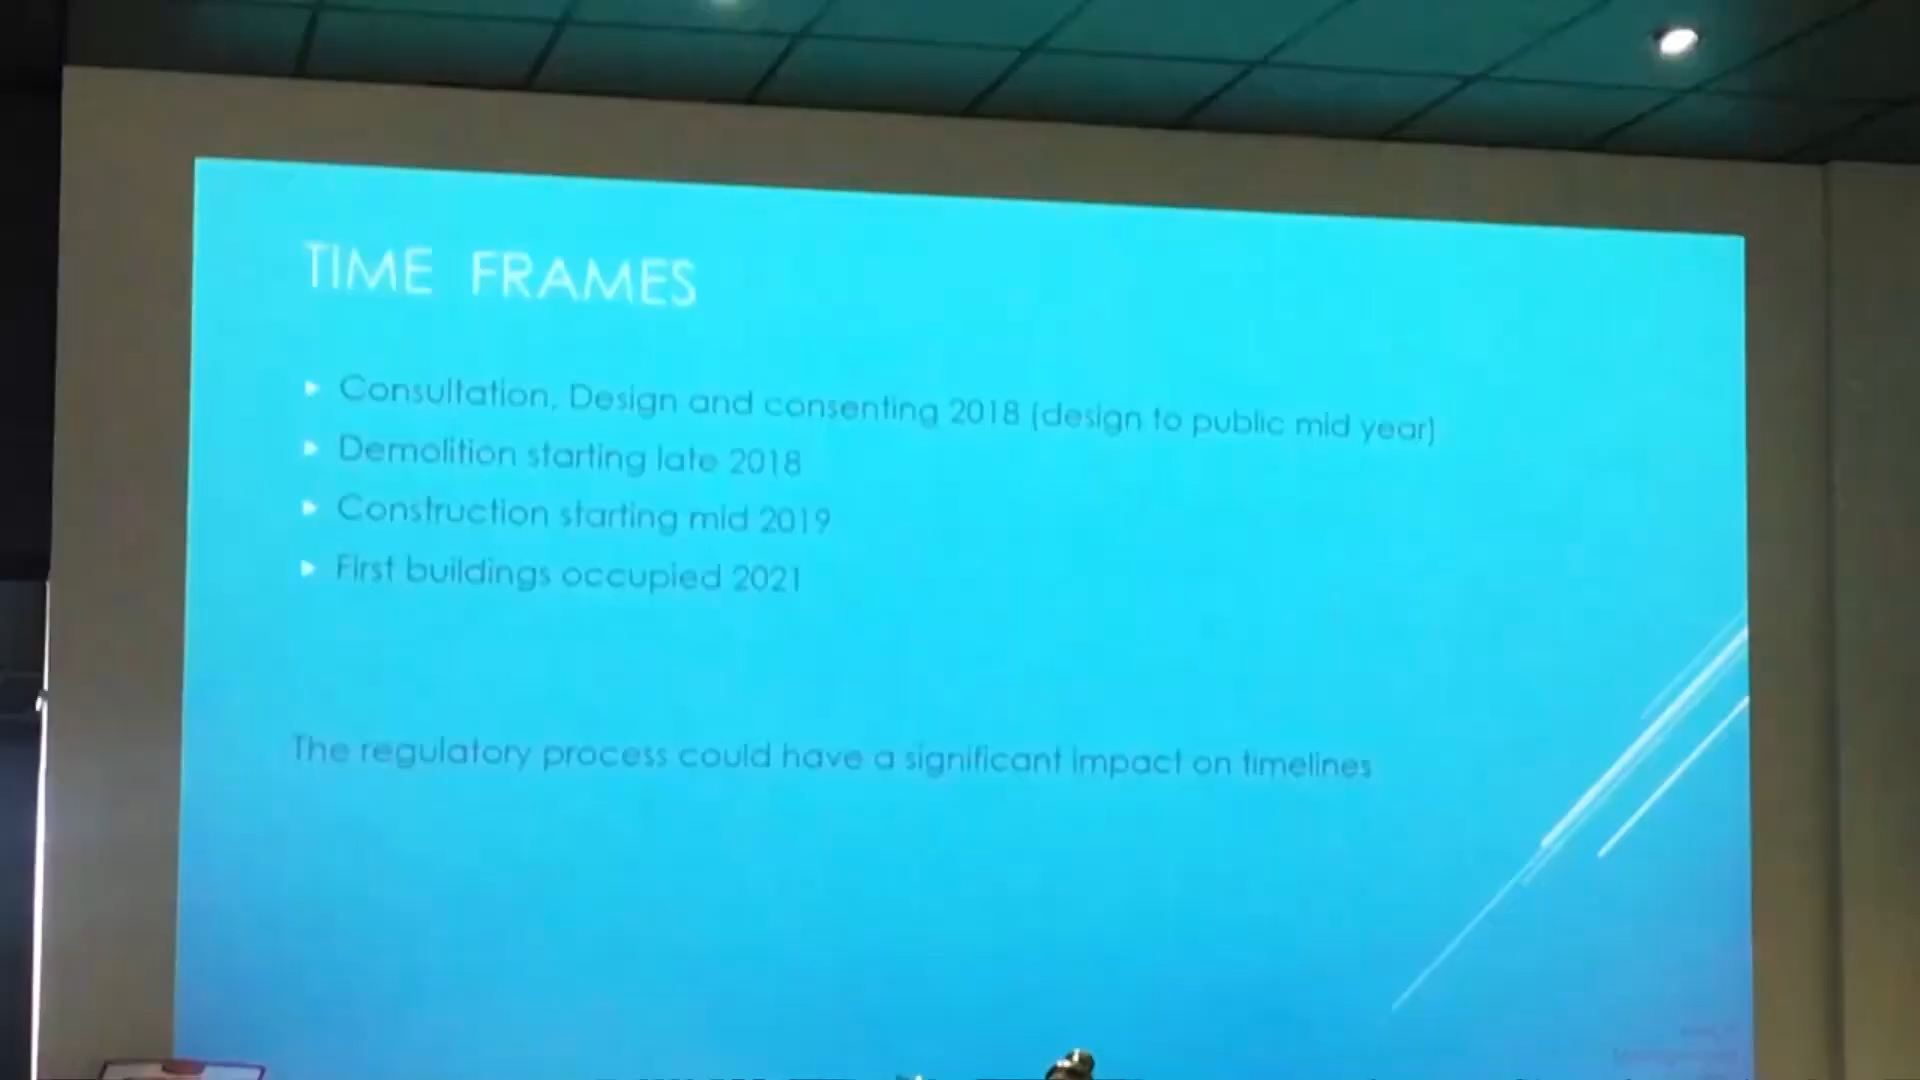 TIME FRAMES
Consultation, Design and consenting 2018 (design to public mid year)
Demolition starting late 2018
Construction starting mid 2019
First buildings occupied 2021
The regulatory process could have a significant impact on timelines